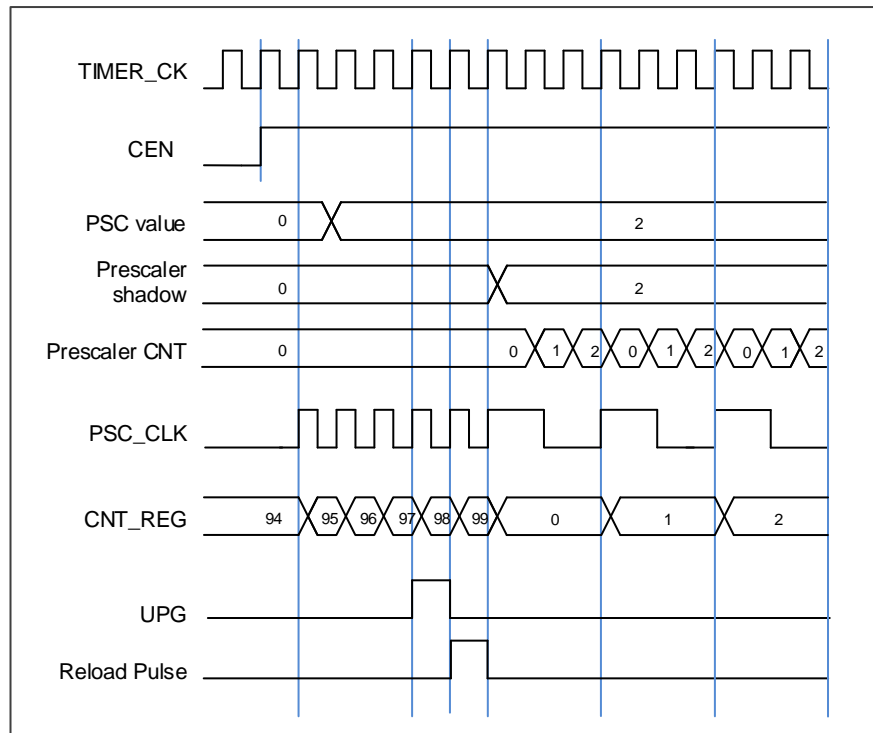 TIMER_CK
CEN
PSC value 0 2
Prescaler
shadow 0 2
Prescaler CNT 0 0 1 2 0 1 2 0 1 2
PSC_CLK
CNT_REG 94 95 96 97 98 99 0 1 2
UPG
Reload Pulse